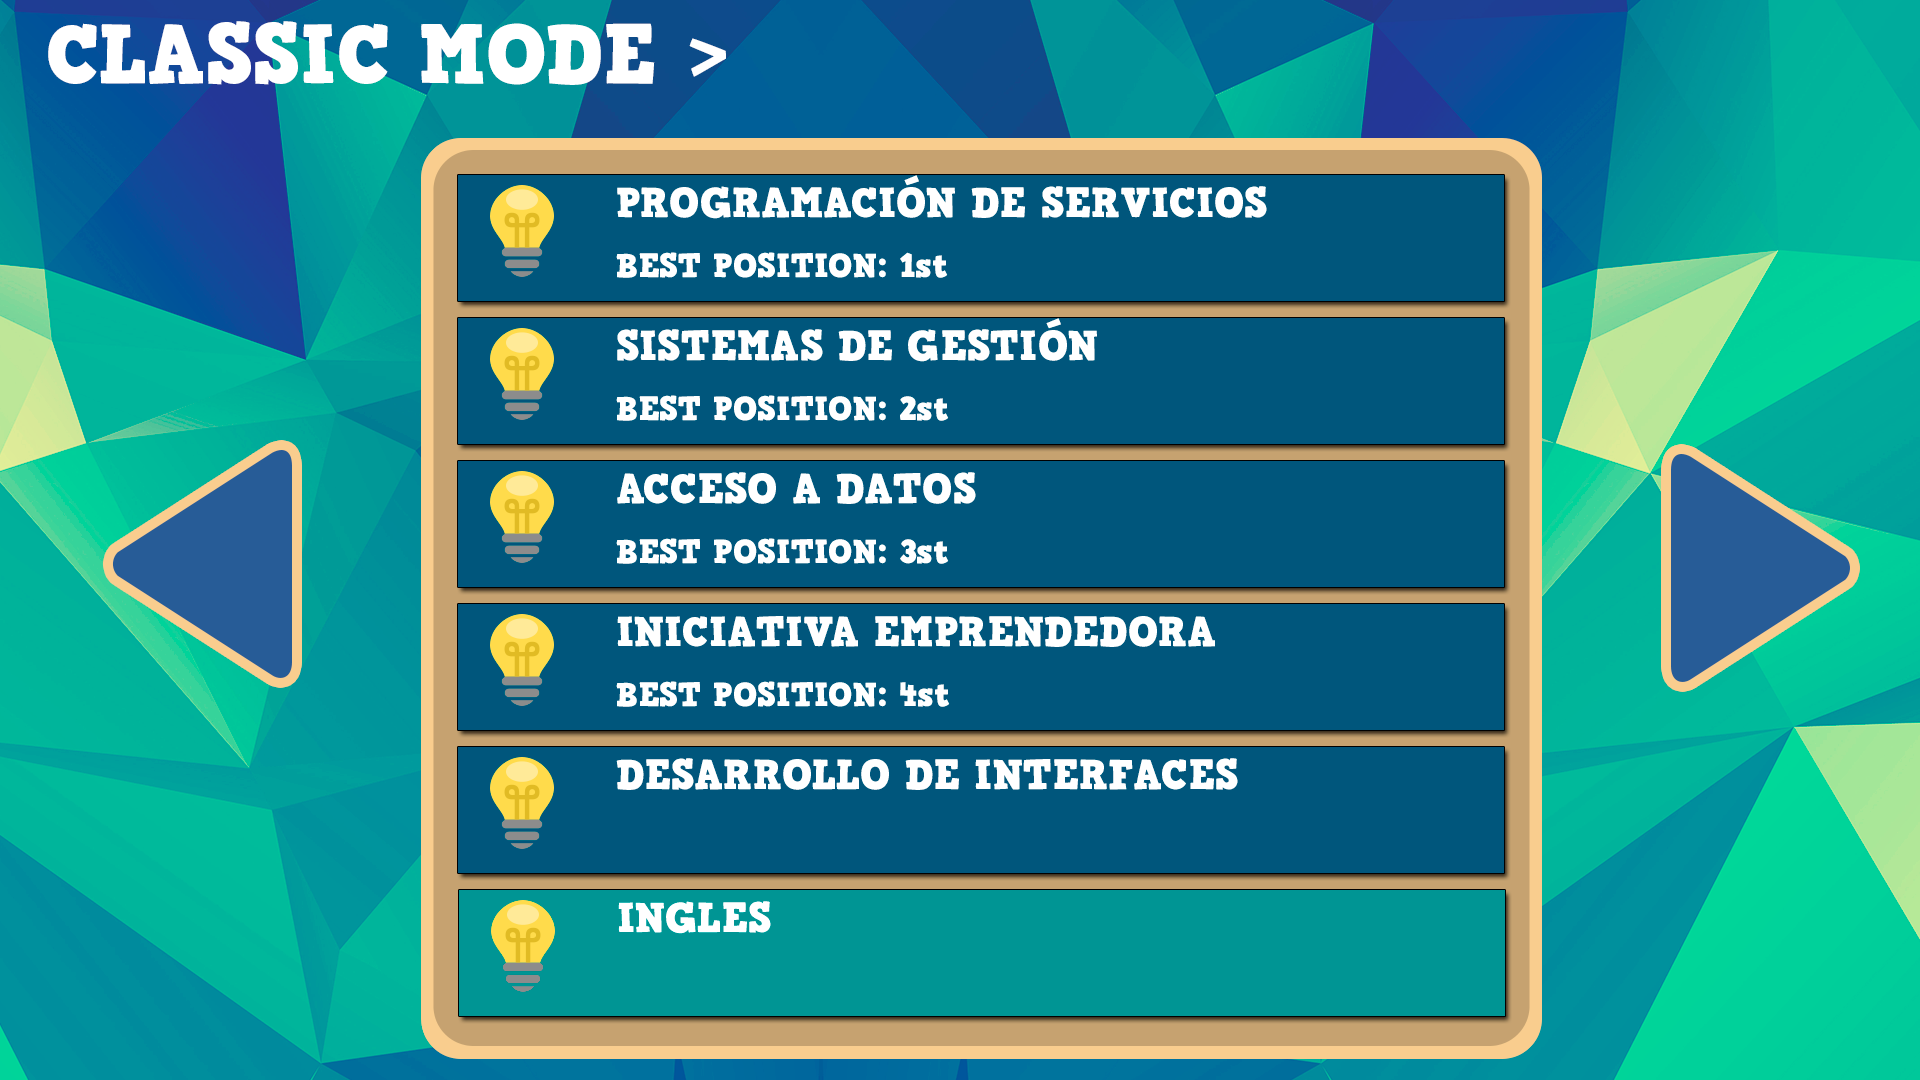 CLASSIC MODE >
PROGRAMACIÓN DE SERVICIOS
BEST POSITION: 1st
SISTEMAS DE GESTIÓN
BEST POSITION: 2st
ACCESO A DATOS
BEST POSITION: 3st
INICIATIVA EMPRENDEDORA
BEST POSITION: 4st
DESARROLLO DE INTERFACES
INGLES